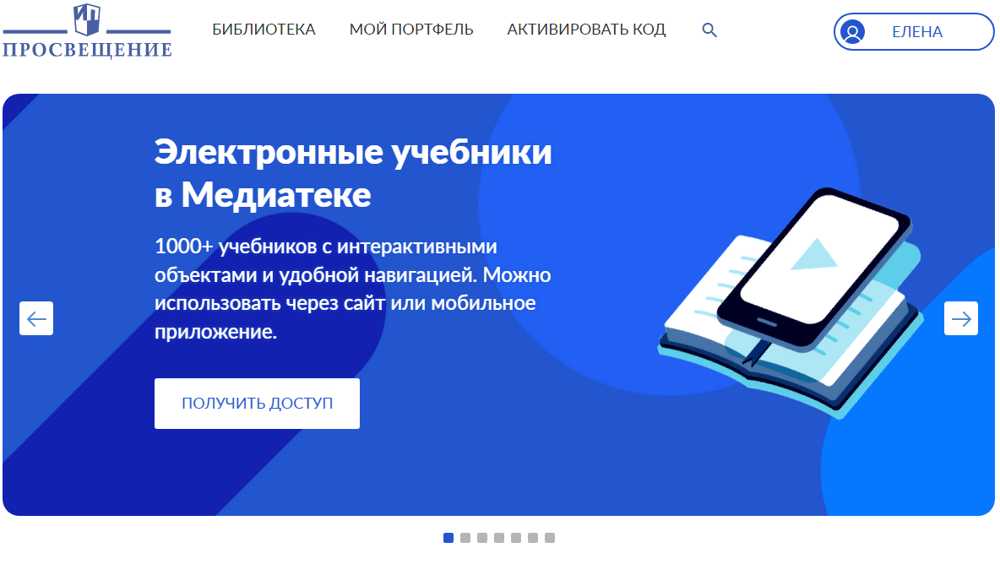 ИП
ПРОСВЕЩЕНИЕ
БИБЛИОТЕКА
МОЙ ПОРТФЕЛЬ
АКТИВИРОВАТЬ КОД
ЕЛЕНА
Электронные учебники
в Медиатеке
1000+ учебников с интерактивными
объектами и удобной навигацией. Можно
использовать через сайт или мобильное
приложение.
ПОЛУЧИТЬ ДОСТУП